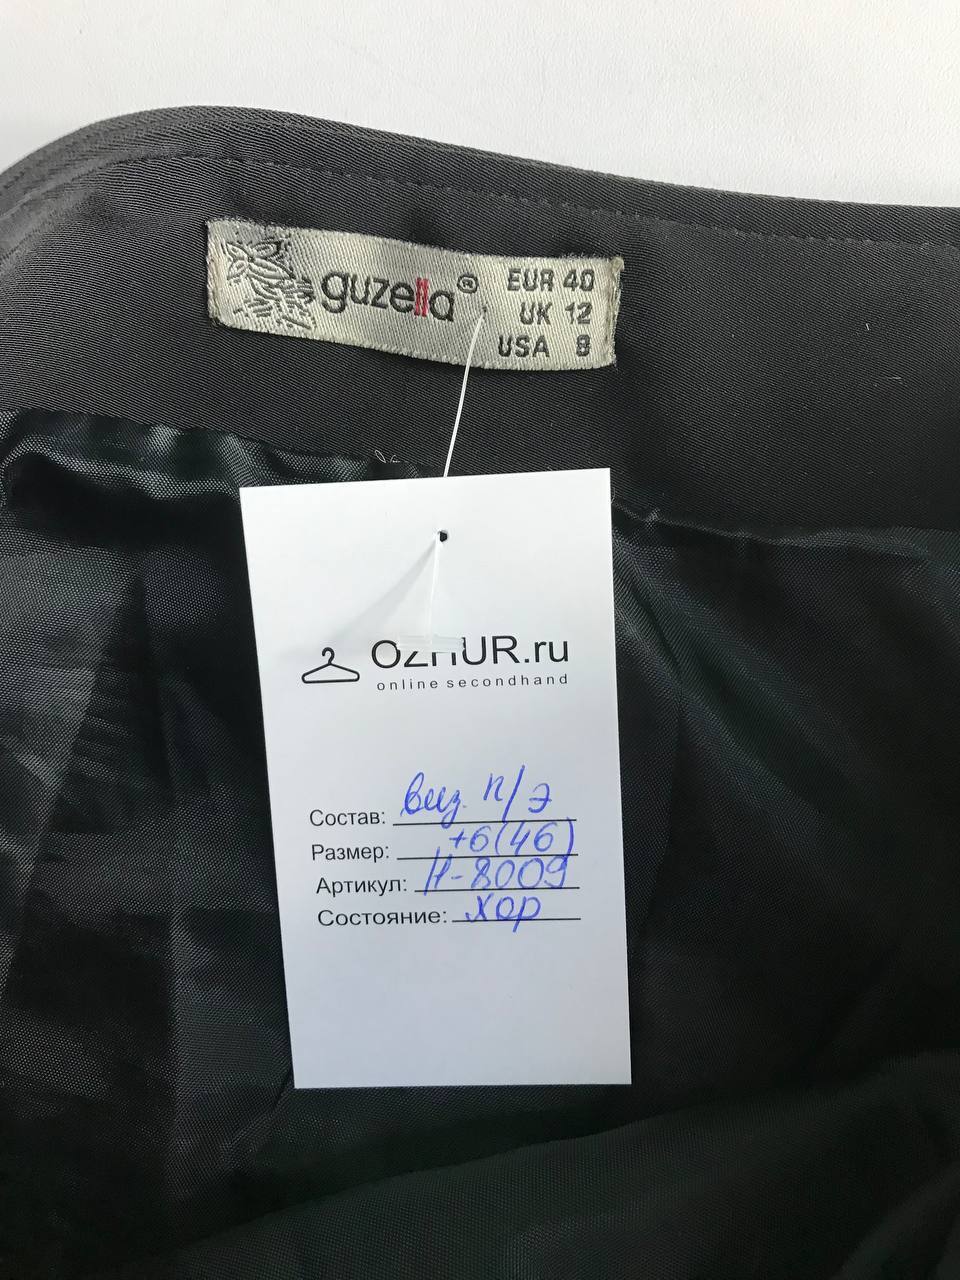 guzella® EUR 40
UK 12
USA 8
OZHUR.ru
online secondhand
Состав: виз. п/э
Размер: +6(46)
Артикул: Н-8009
Состояние: хор